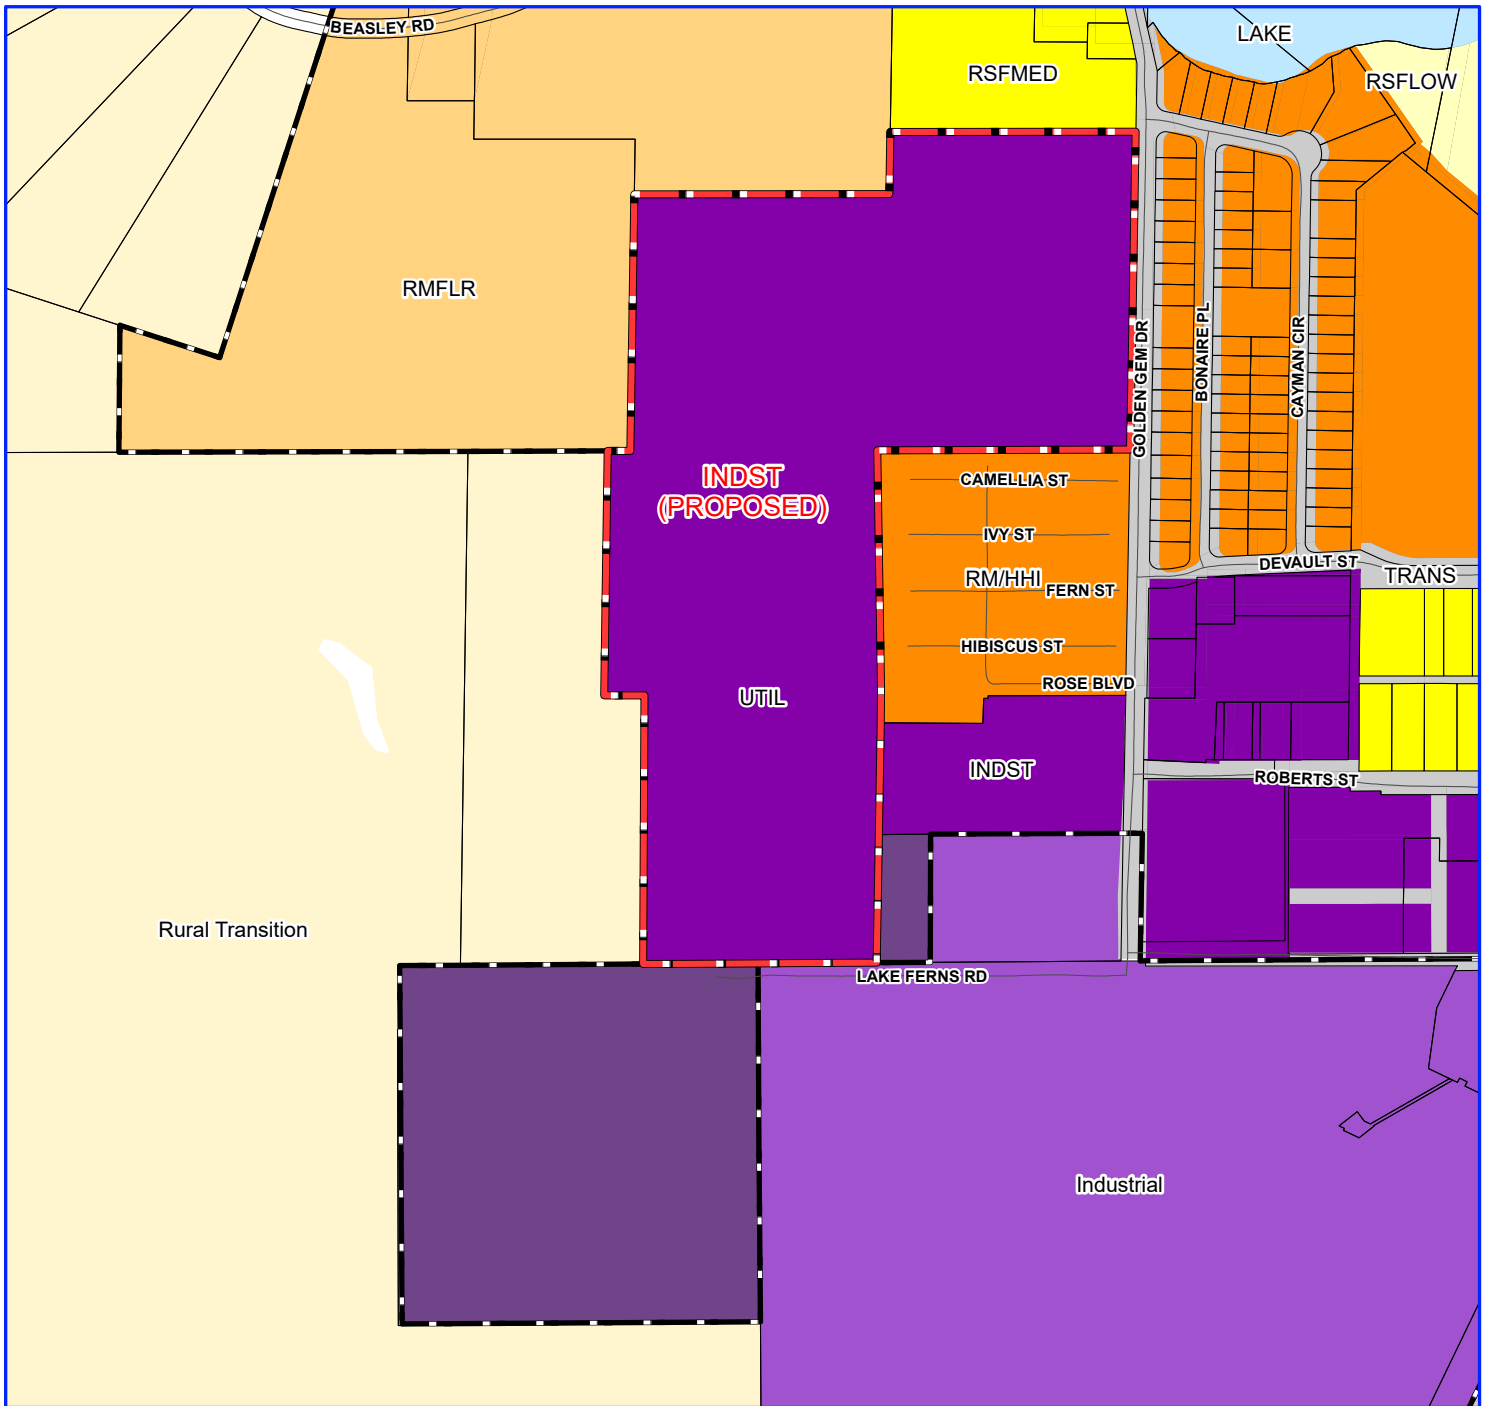 BEASLEY RD
LAKE
RSFMED
RSFLOW
RMFLR
GOLDEN GEM DR
BONAIRE PL
CAYMAN CIR
INDST
(PROPOSED)
CAMELLIA ST
IVY ST
RM/HHI
FERN ST
DEVAULT ST
TRANS
HIBISCUS ST
ROSE BLVD
UTIL
INDST
ROBERTS ST
Rural Transition
LAKE FERNS RD
Industrial